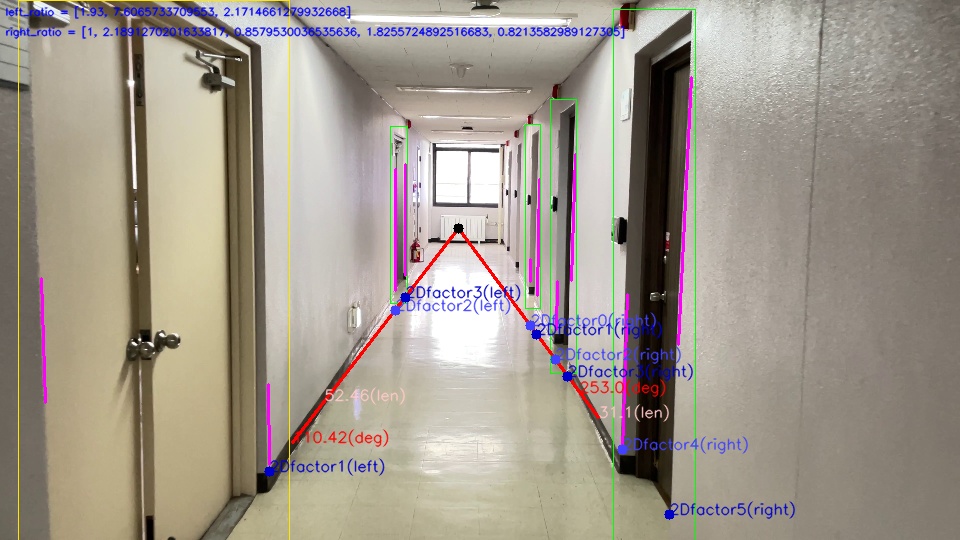 left_ratio = [1.93, 7.6065733709553, 2.1714661279932668]
right_ratio = [1, 2.1891270201633817, 0.8579530036535636, 1.8255724892516683, 0.8213582989127305]
2Dfactor3(left)
2Dfactor2(left)
2Dfactor0(right)
2Dfactor1(right)
2Dfactor2(right)
2Dfactor3(right)
253.0(deg)
52.46(len)
31.1(len)
110.42(deg)
2Dfactor4(right)
2Dfactor1(left)
2Dfactor5(right)